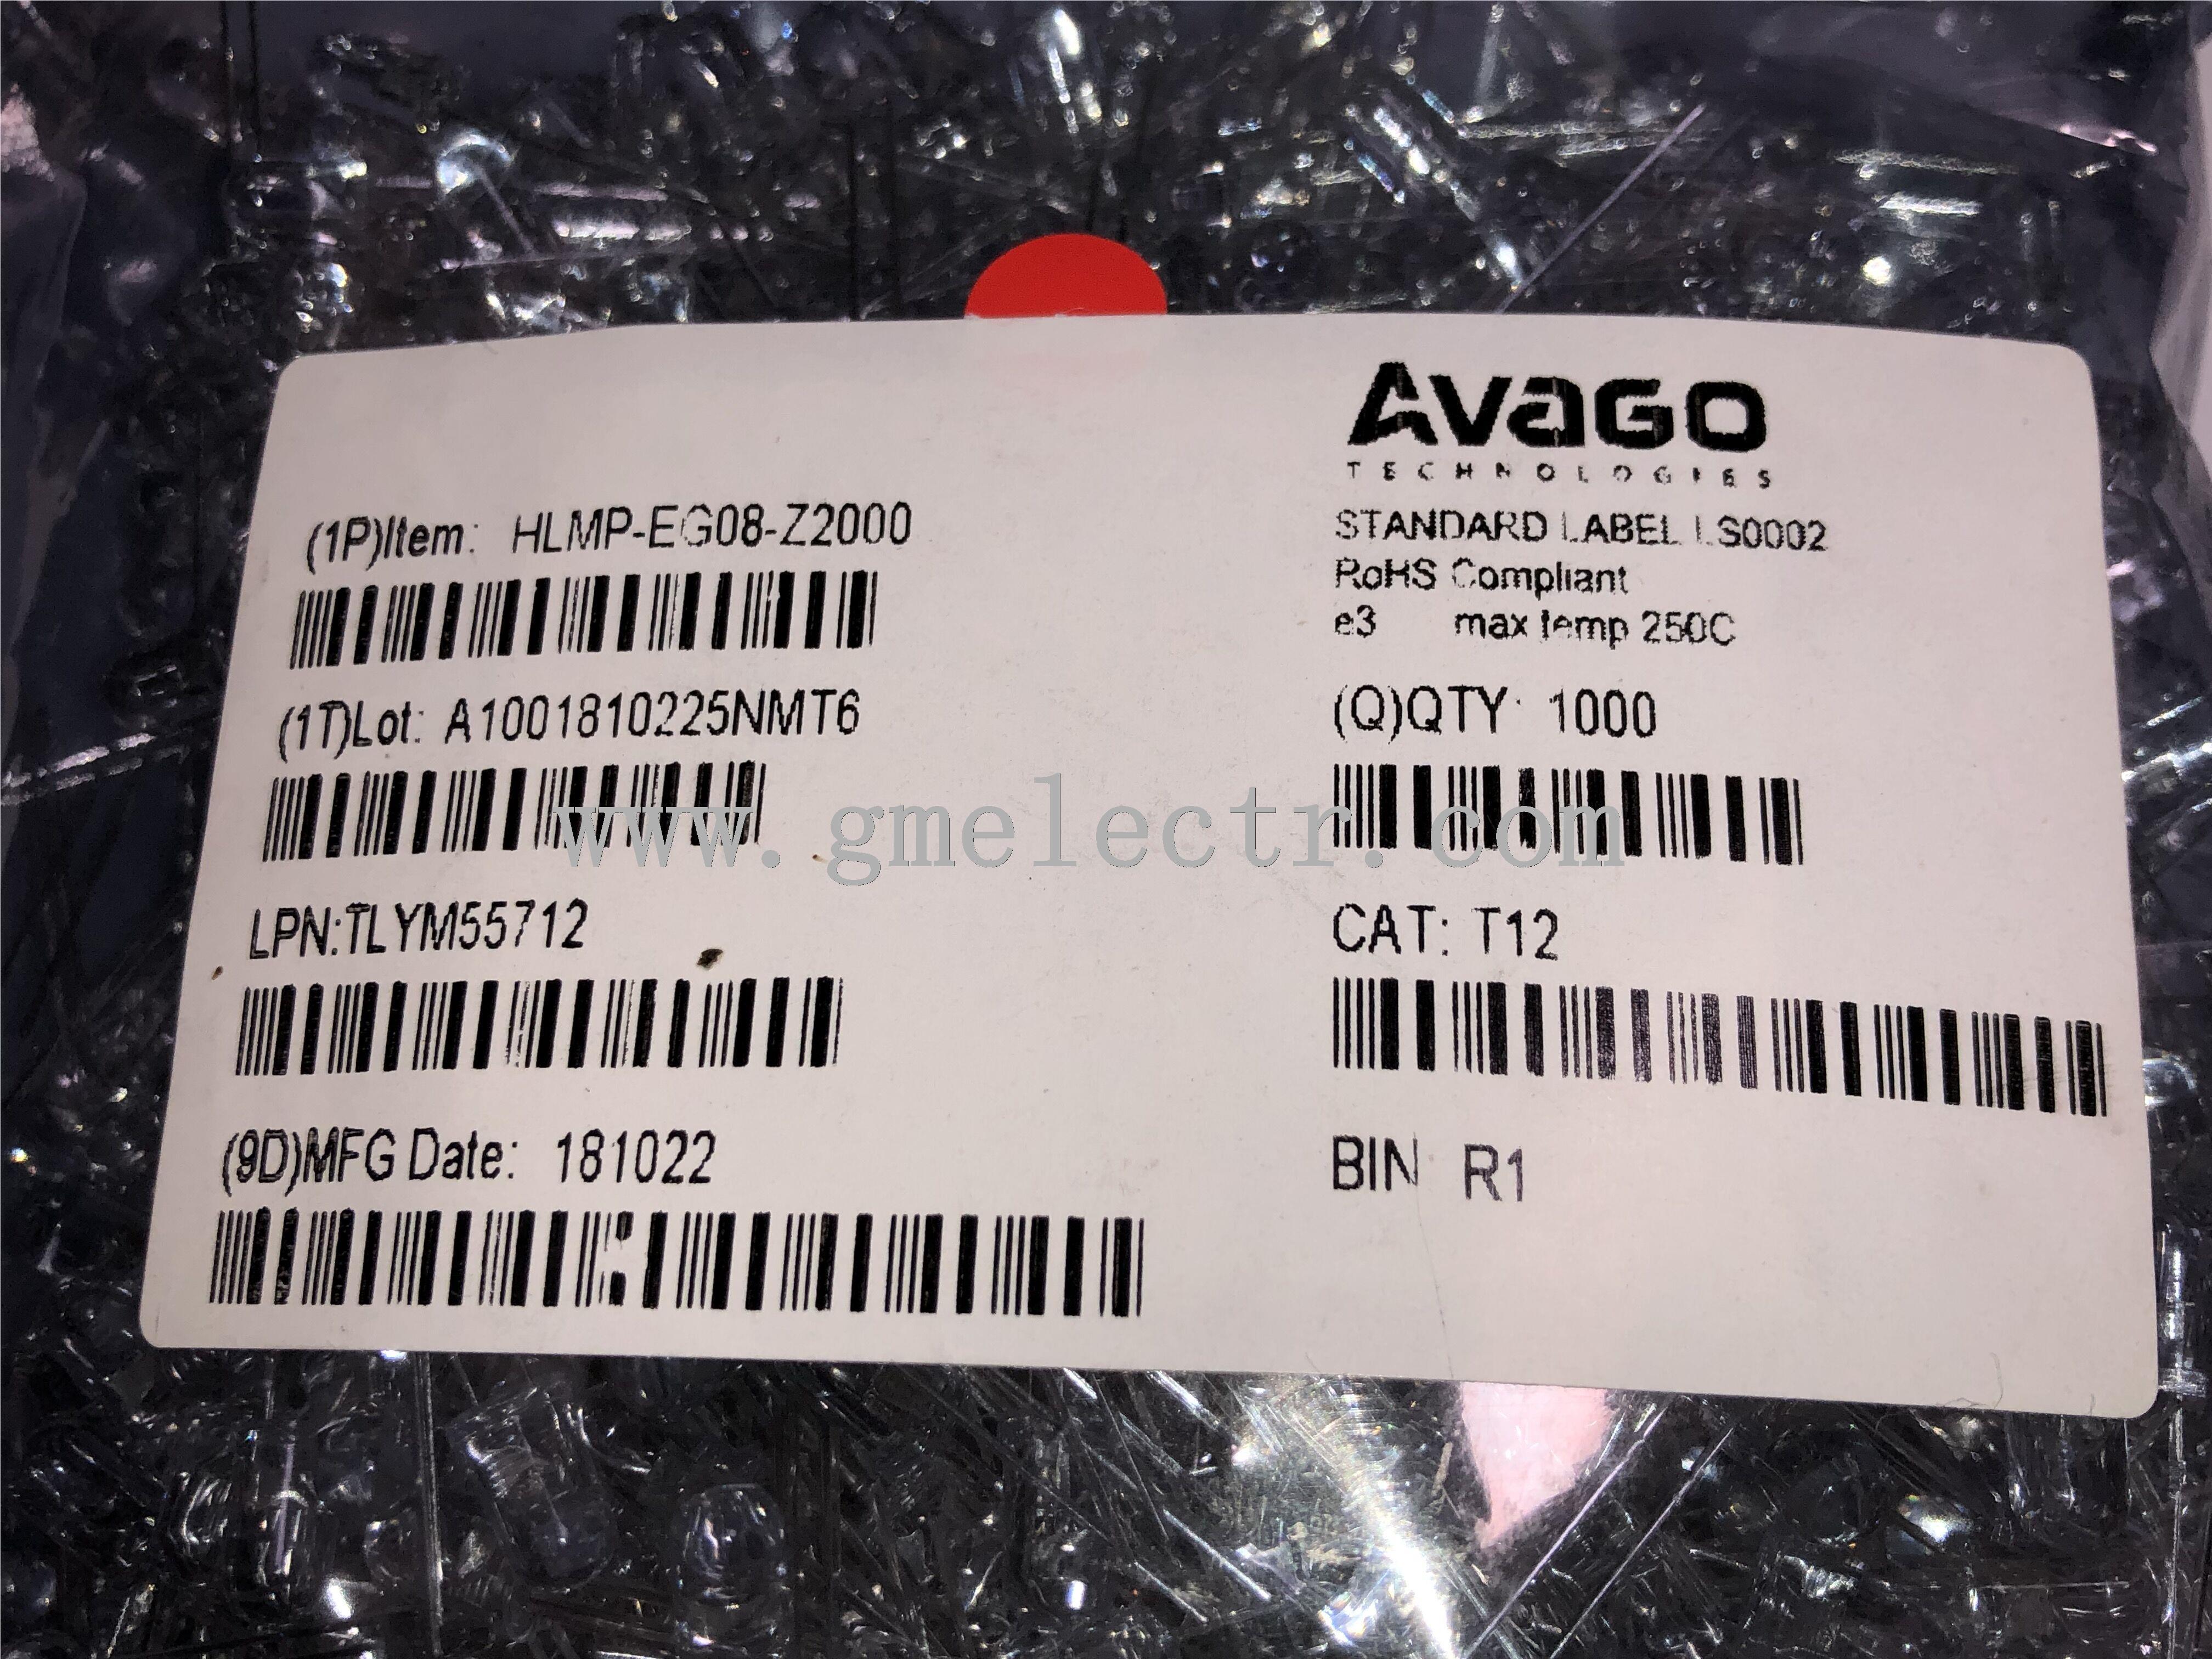 AVAGO
TECHNOLOGIES
STANDARD LABEL LS0002
RoHS Compliant
e3 max temp 250C
(1P)Item: HLMP-EG08-Z2000
(1T)Lot: A1001810225NMT6
(Q)QTY: 1000
www.gmelectr.com
LPN:TLYM55712
CAT: T12
(9D)MFG Date: 181022
BIN R1